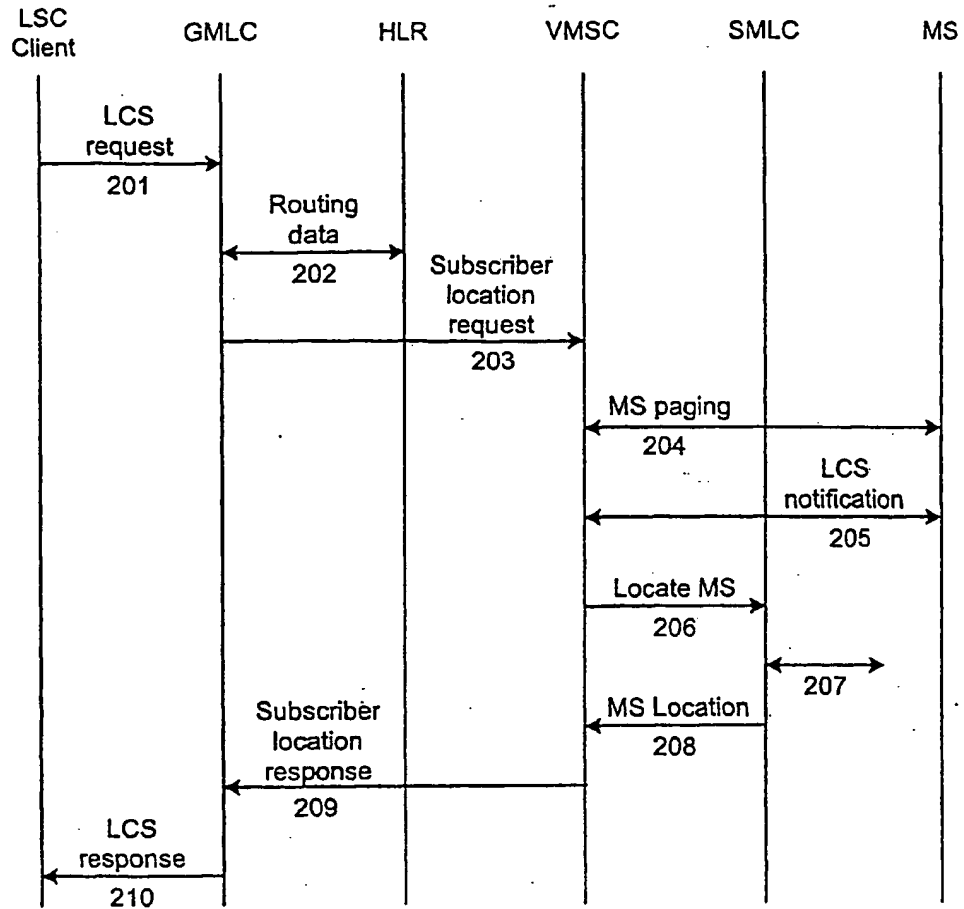 LSC
Client
GMLC
HLR
VMSC
SMLC
MS
LCS
request
201
Routing
data
202
Subscriber
location
request
203
MS paging
204
LCS
notification
205
Locate MS
206
207
MS Location
208
Subscriber
location
response
209
LCS
response
210